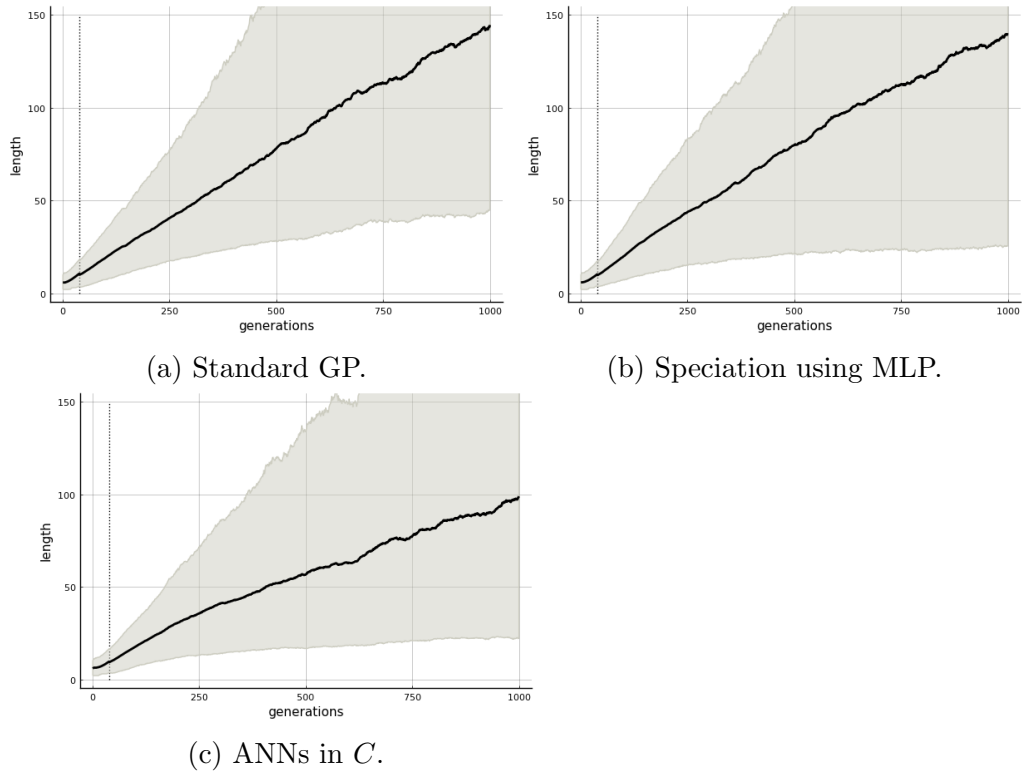 150
100
50
0
length
0 250 500 750 1000
generations
(a) Standard GP.
150
100
50
0
length
0 250 500 750 1000
generations
(b) Speciation using MLP.
150
100
50
0
length
0 250 500 750 1000
generations
(c) ANNs in C.